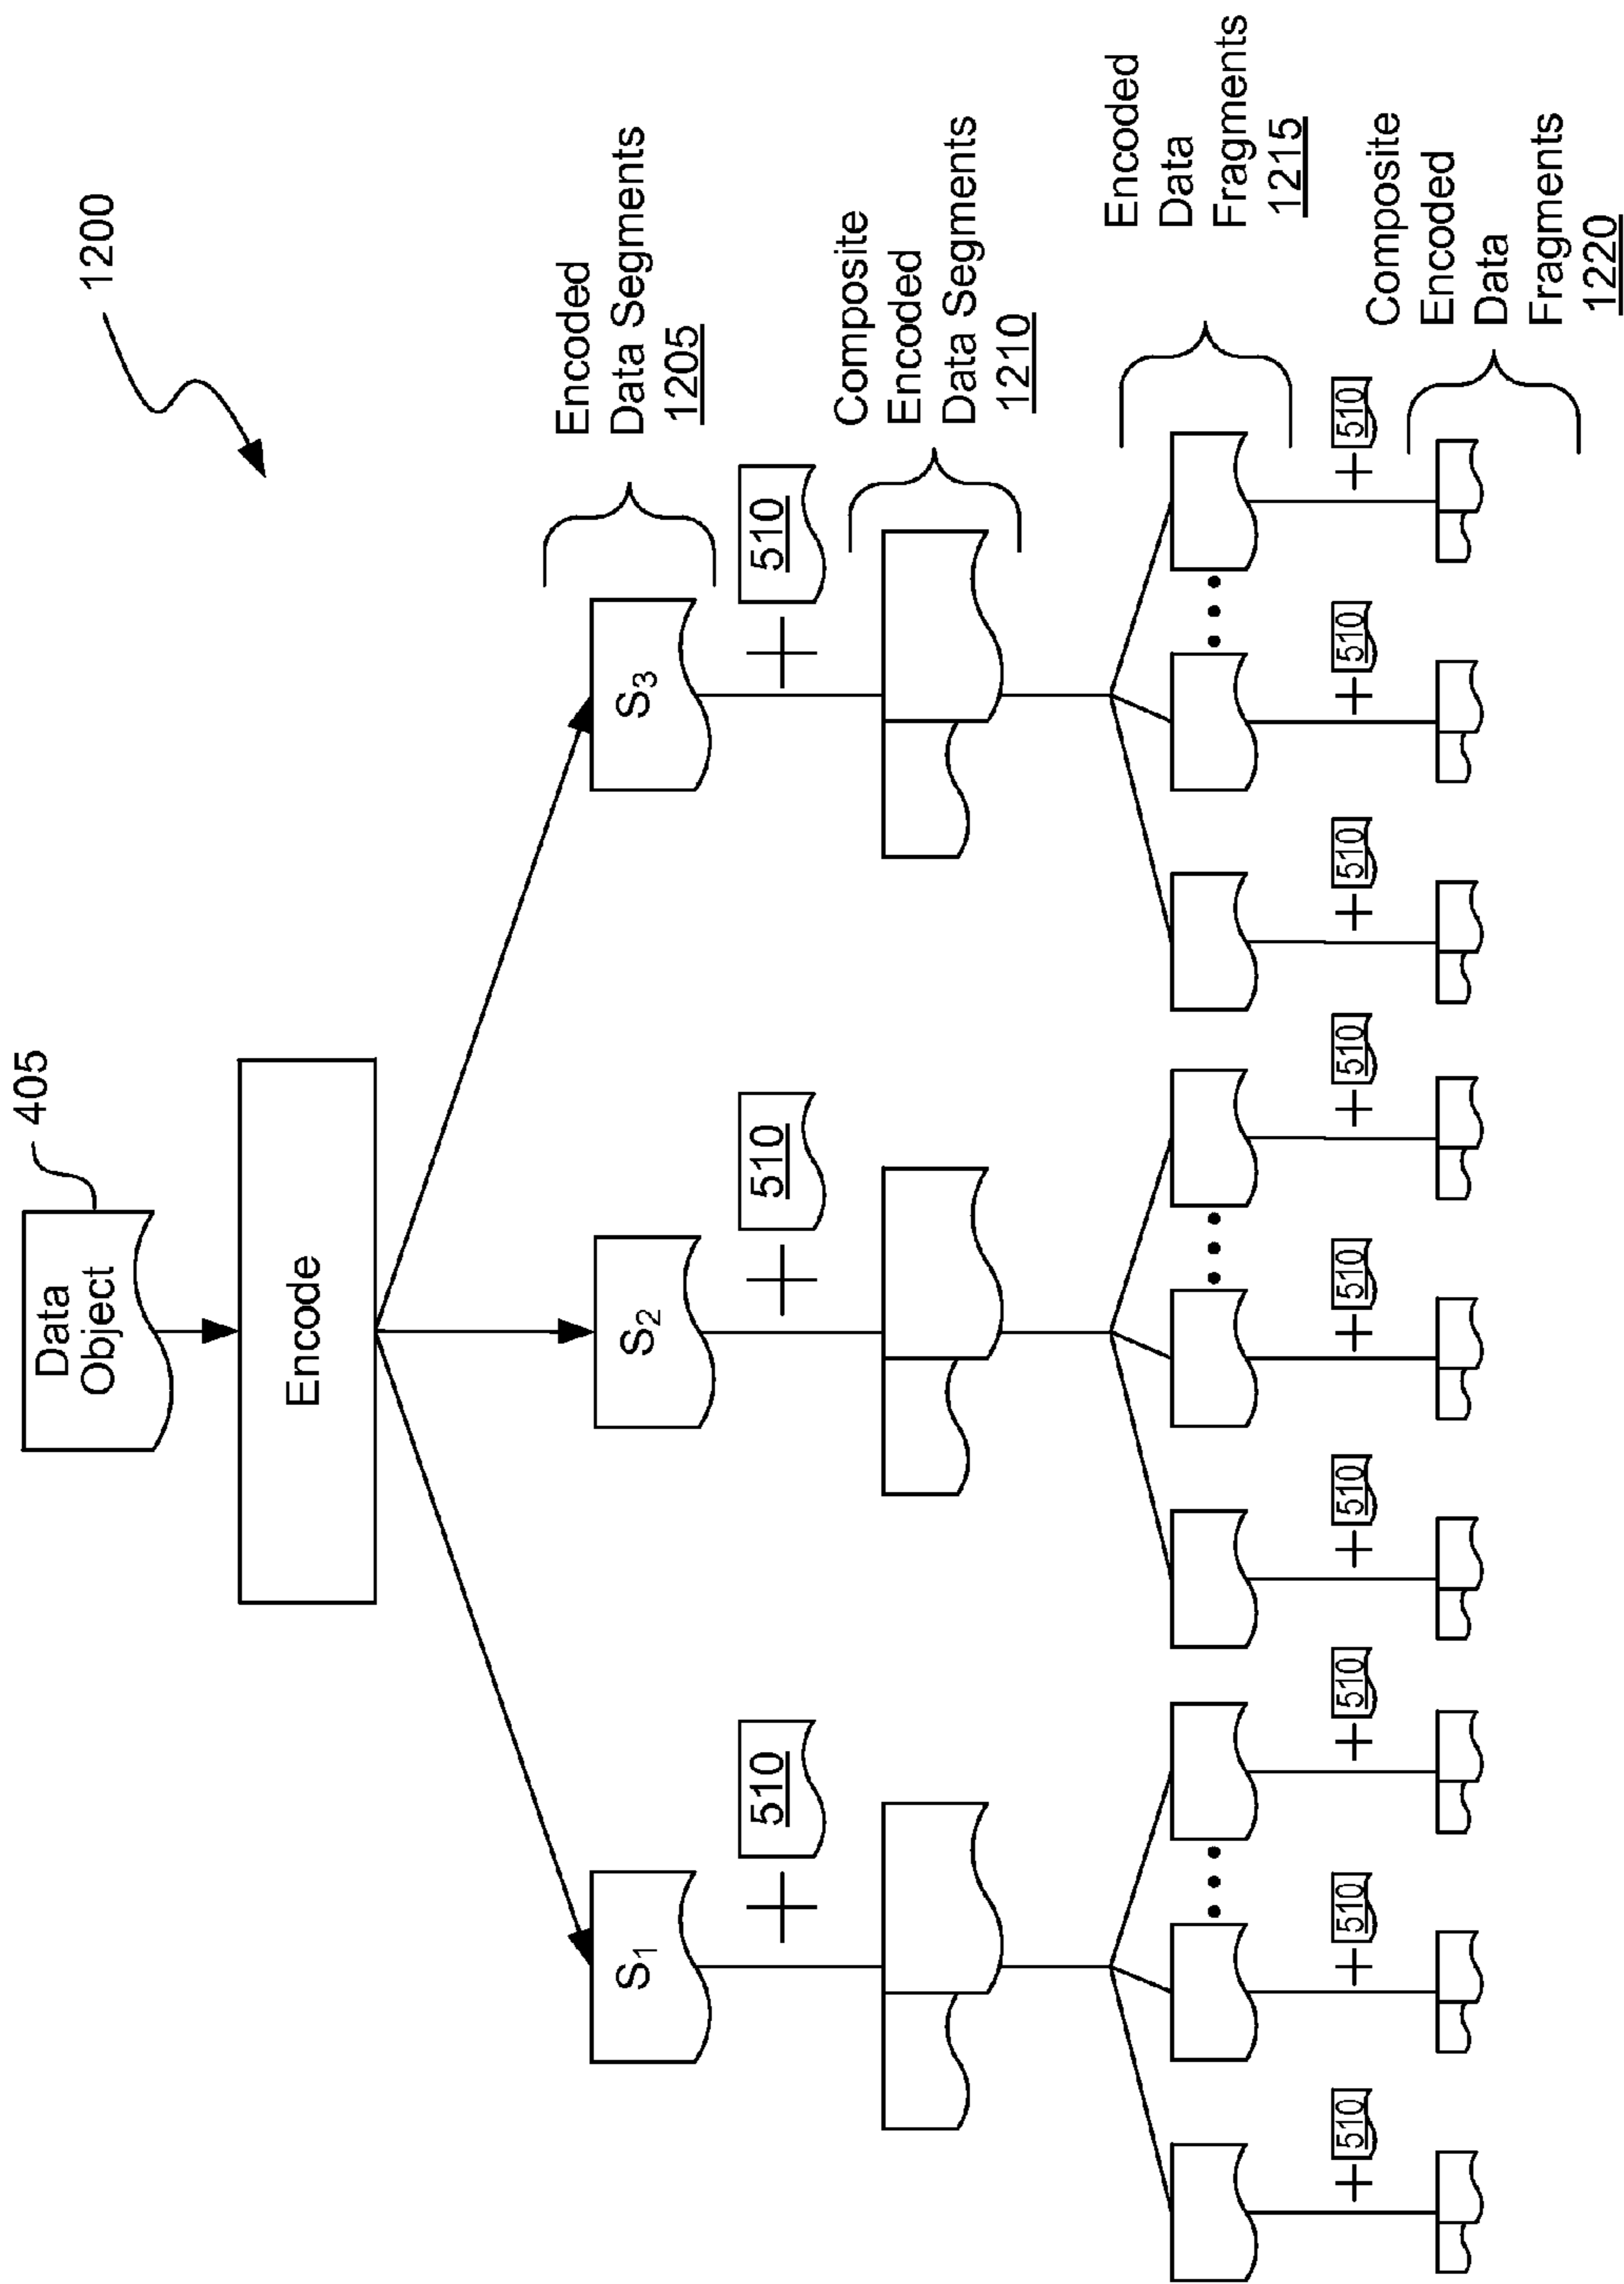 1200
405
Data
Object
Encode
S1
S2
S3
Encoded
Data Segments
1205
+ 510
+ 510
+ 510
Composite
Encoded
Data Segments
1210
Encoded
Data
Fragments
1215
+ 510
+ 510
+ 510
+ 510
+ 510
+ 510
+ 510
+ 510
+ 510
Composite
Encoded
Data
Fragments
1220